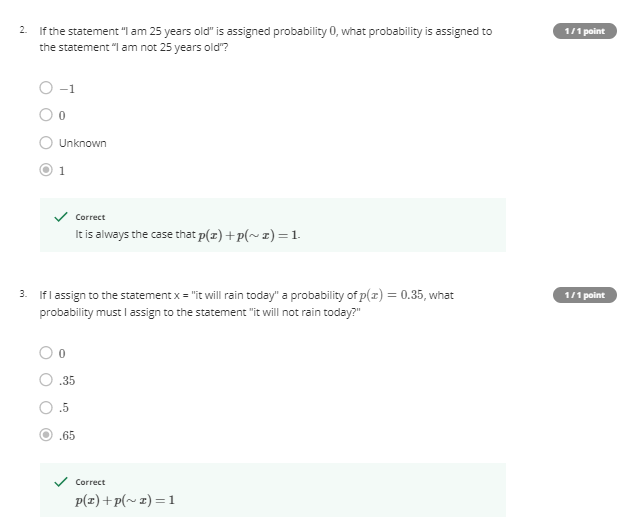 2. If the statement "I am 25 years old" is assigned probability 0, what probability is assigned to
the statement "I am not 25 years old"?
1 / 1 point
−1
0
Unknown
1
Correct
It is always the case that p(x) + p(∼ x) = 1.
3. If I assign to the statement x = "it will rain today" a probability of p(x) = 0.35, what
probability must I assign to the statement "it will not rain today?"
1 / 1 point
0
.35
.5
.65
Correct
p(x) + p(∼ x) = 1